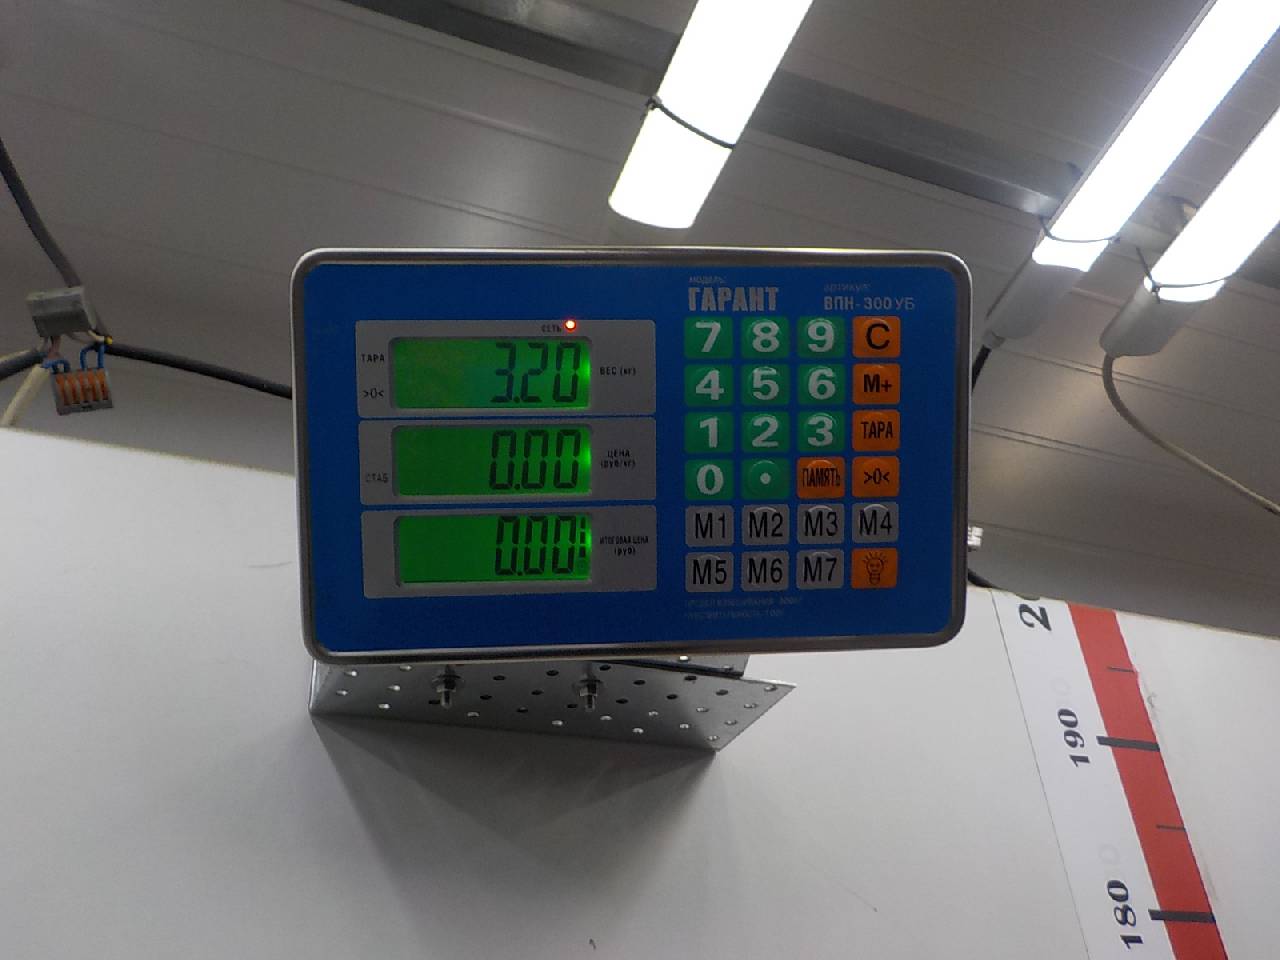 МОДЕЛЬ:
ГАРАНТ
АРТИКУЛ:
ВПН-300УБ
СЕТЬ
ТАРА
>0<
3.20
ВЕС (кг)
СТАБ
0.00
ЦЕНА
(руб/кг)
0.00
ИТОГОВАЯ ЦЕНА
(руб)
7 8 9 C
4 5 6 M+
1 2 3 ТАРА
0 . ПАМЯТЬ >0<
M1 M2 M3 M4
M5 M6 M7
190
180